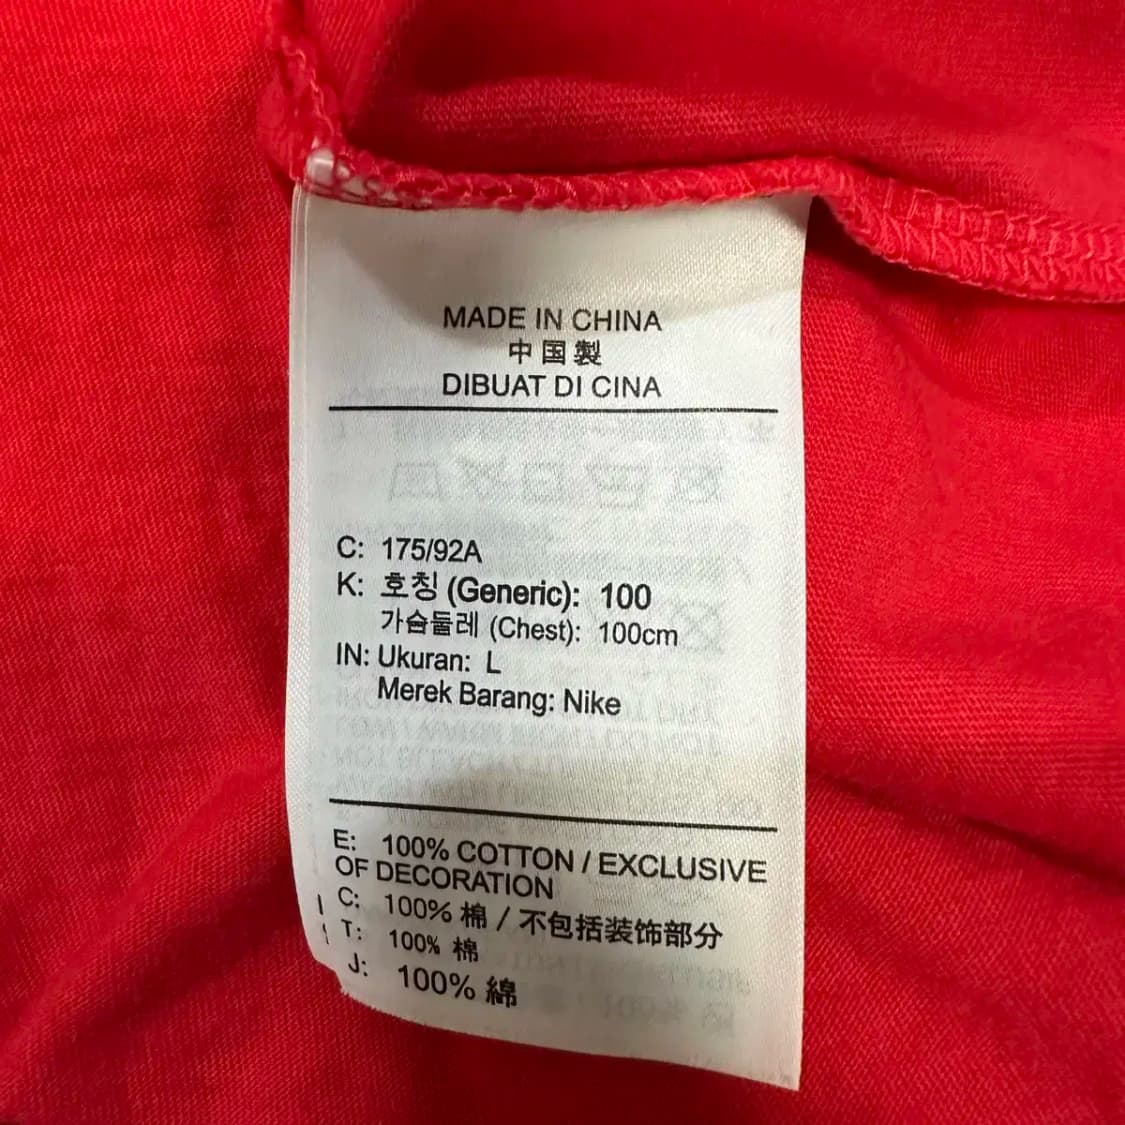 MADE IN CHINA
中国製
DIBUAT DI CINA
C: 175/92A
K: 호칭 (Generic): 100
가슴둘레 (Chest): 100cm
IN: Ukuran: L
Merek Barang: Nike
E: 100% COTTON / EXCLUSIVE
OF DECORATION
C: 100% 棉 / 不包括装饰部分
T: 100% 棉
J: 100% 綿